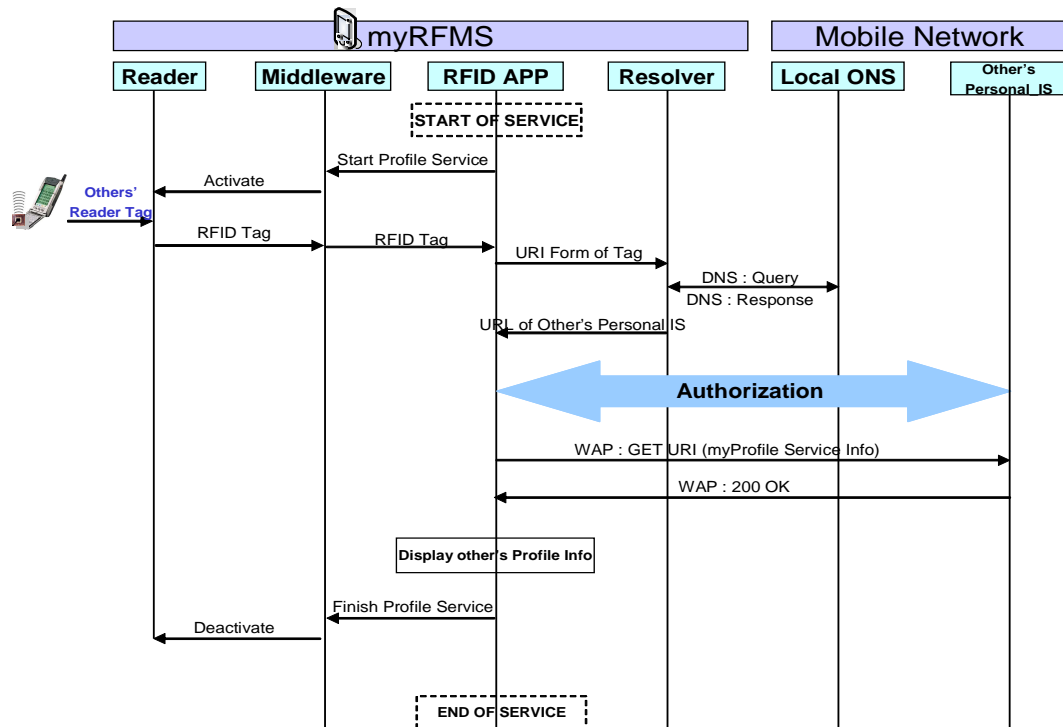 myRFMS
Mobile Network
Reader
Middleware
RFID APP
Resolver
Local ONS
Other's
Personal_IS
START OF SERVICE
Start Profile Service
Activate
Others'
Reader Tag
RFID Tag
RFID Tag
URI Form of Tag
DNS : Query
DNS : Response
URL of Other's Personal IS
Authorization
WAP : GET URI (myProfile Service Info)
WAP : 200 OK
Display other's Profile Info
Finish Profile Service
Deactivate
END OF SERVICE